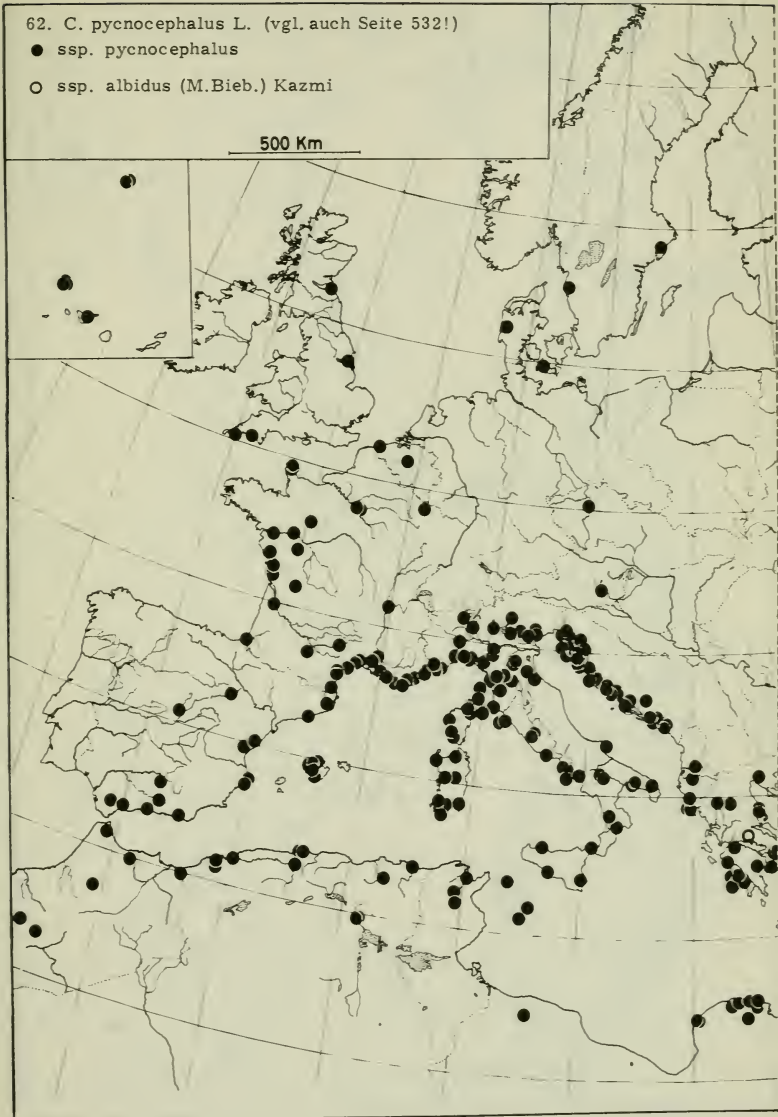 62. C. pycnocephalus L. (vgl. auch Seite 532!)
● ssp. pycnocephalus
○ ssp. albidus (M.Bieb.) Kazmi
500 Km